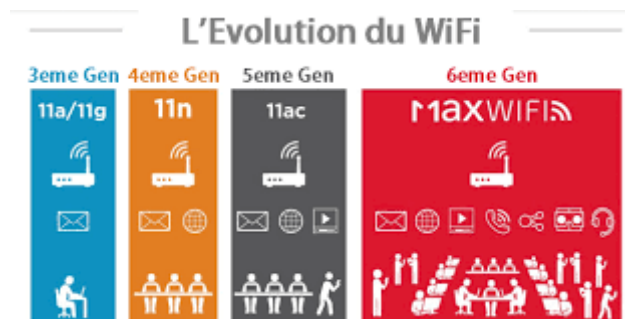 L'Evolution du WiFi
3eme Gen 4eme Gen 5eme Gen 6eme Gen
11a/11g 11n 11ac MaxWIFI